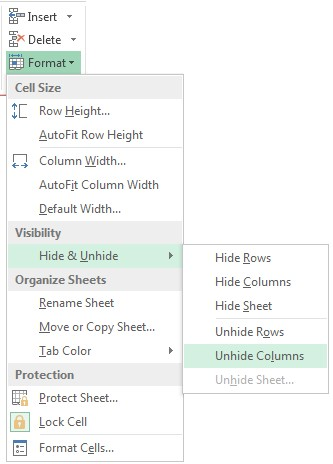 Insert
Delete
Format
Cell Size
Row Height...
AutoFit Row Height
Column Width...
AutoFit Column Width
Default Width...
Visibility
Hide & Unhide
Hide Rows
Hide Columns
Hide Sheet
Unhide Rows
Unhide Columns
Unhide Sheet...
Organize Sheets
Rename Sheet
Move or Copy Sheet...
Tab Color
Protection
Protect Sheet...
Lock Cell
Format Cells...